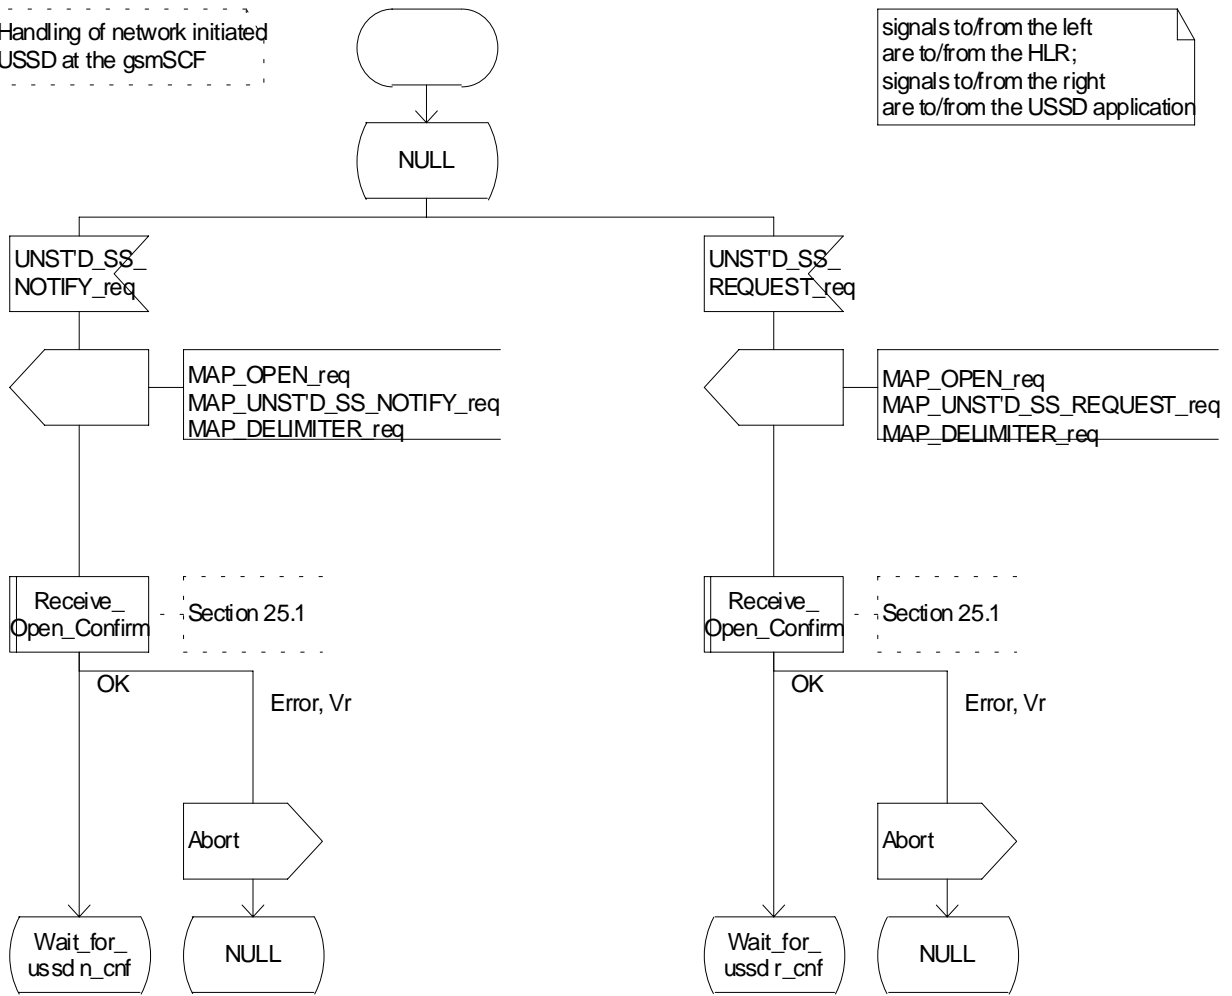 Handling of network initiated
USSD at the gsmSCF
signals to/from the left
are to/from the HLR;
signals to/from the right
are to/from the USSD application
NULL
UNST'D_SS_
NOTIFY_req
UNST'D_SS_
REQUEST_req
MAP_OPEN_req
MAP_UNST'D_SS_NOTIFY_req
MAP_DELIMITER_req
MAP_OPEN_req
MAP_UNST'D_SS_REQUEST_req
MAP_DELIMITER_req
Receive_
Open_Confirm
Section 25.1
Receive_
Open_Confirm
Section 25.1
OK
Error, Vr
OK
Error, Vr
Abort
Abort
Wait_for_
ussd n_cnf
NULL
Wait_for_
ussd r_cnf
NULL